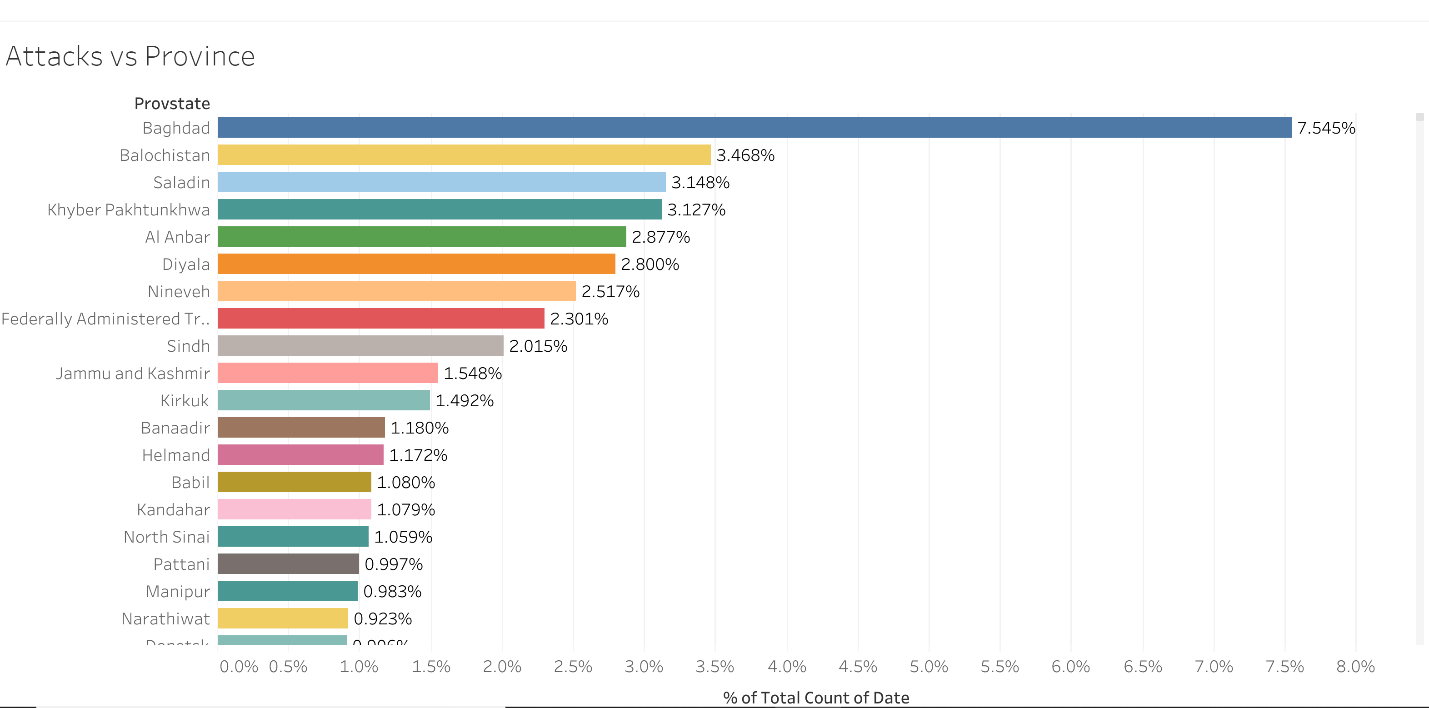 Attacks vs Province
Provstate
Baghdad 7.545%
Balochistan 3.468%
Saladin 3.148%
Khyber Pakhtunkhwa 3.127%
Al Anbar 2.877%
Diyala 2.800%
Nineveh 2.517%
Federally Administered Tr.. 2.301%
Sindh 2.015%
Jammu and Kashmir 1.548%
Kirkuk 1.492%
Banaadir 1.180%
Helmand 1.172%
Babil 1.080%
Kandahar 1.079%
North Sinai 1.059%
Pattani 0.997%
Manipur 0.983%
Narathiwat 0.923%
0.0% 0.5% 1.0% 1.5% 2.0% 2.5% 3.0% 3.5% 4.0% 4.5% 5.0% 5.5% 6.0% 6.5% 7.0% 7.5% 8.0%
% of Total Count of Date